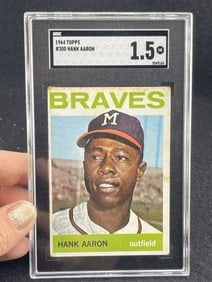 SGC
1964 TOPPS
#300 HANK AARON
1.5
BRAVES
M
HANK AARON outfield